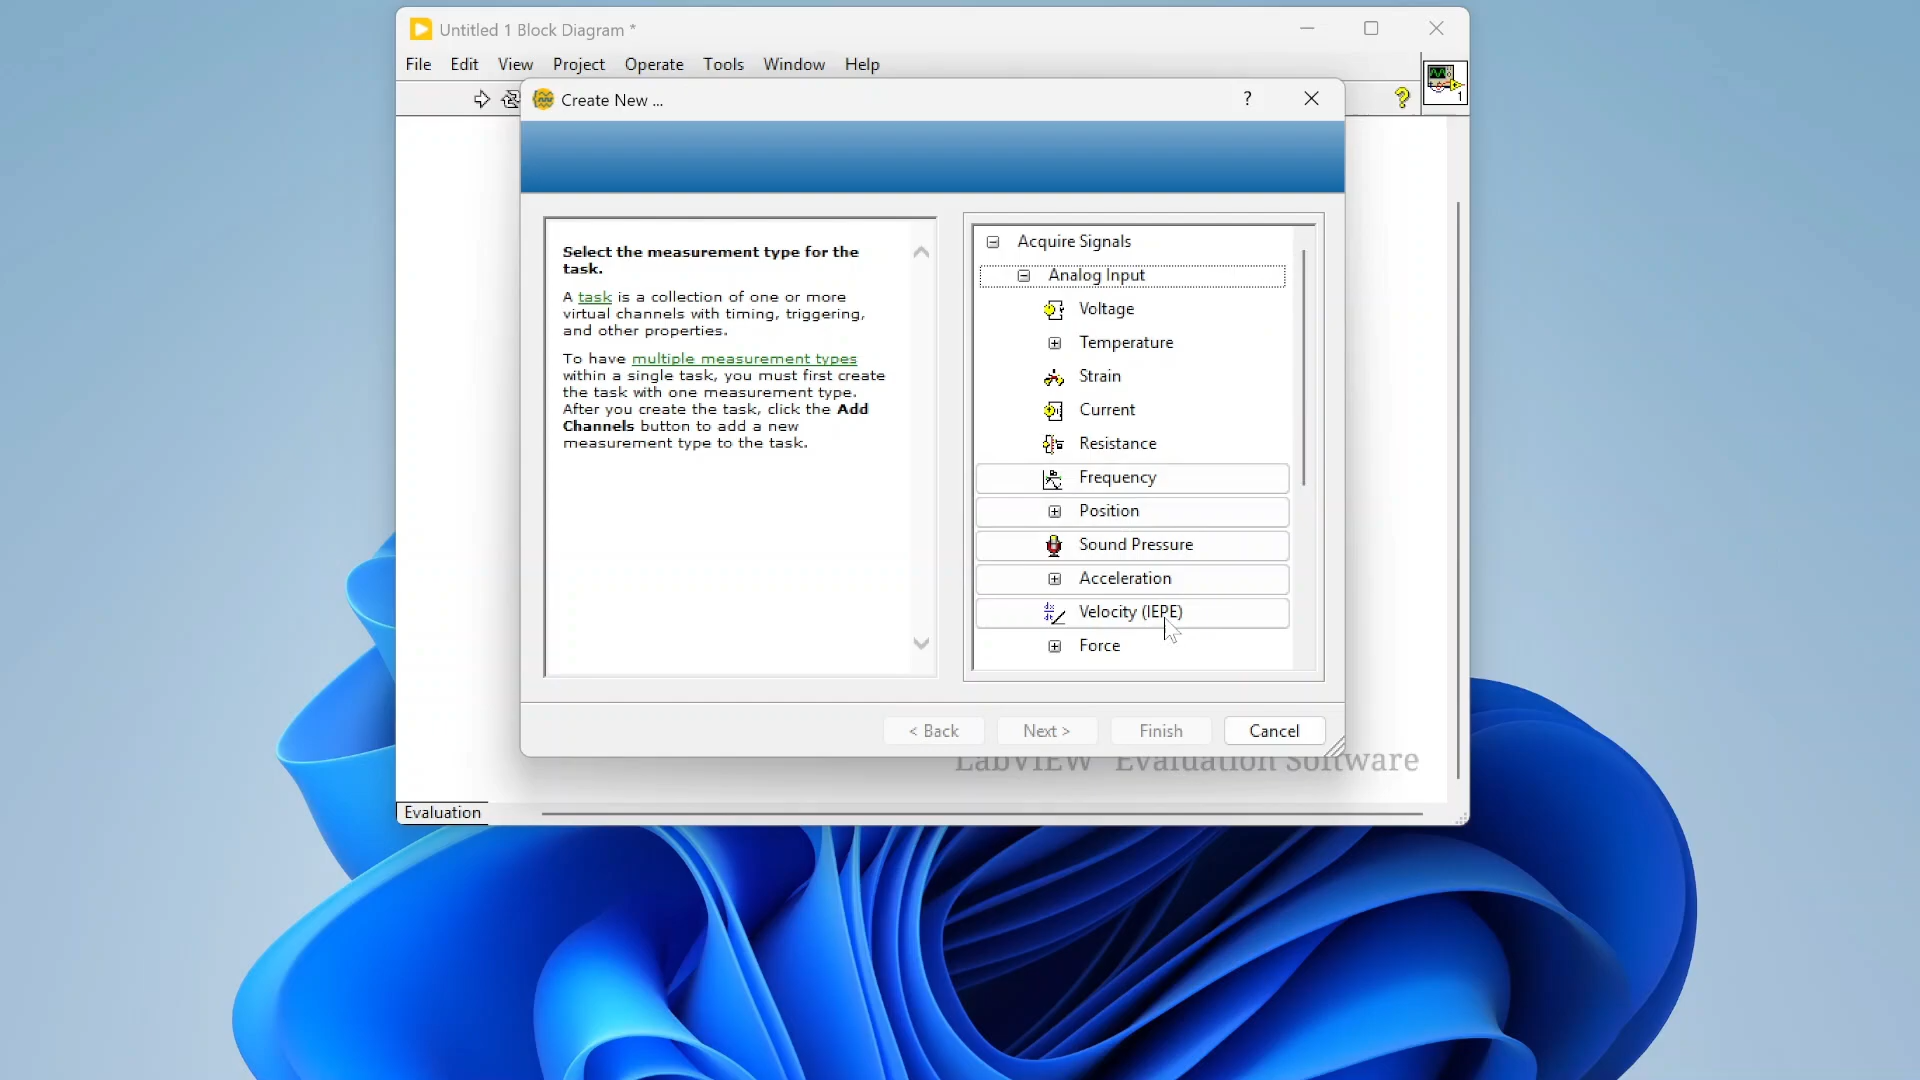 Untitled 1 Block Diagram *
File Edit View Project Operate Tools Window Help
1
Create New ...
?
Select the measurement type for the
task.
A task is a collection of one or more
virtual channels with timing, triggering,
and other properties.
To have multiple measurement types
within a single task, you must first create
the task with one measurement type.
After you create the task, click the Add
Channels button to add a new
measurement type to the task.
Acquire Signals
Analog Input
Voltage
Temperature
Strain
Current
Resistance
Frequency
Position
Sound Pressure
Acceleration
Velocity (IEPE)
Force
< Back
Next >
Finish
Cancel
LabVIEW Evaluation Software
Evaluation